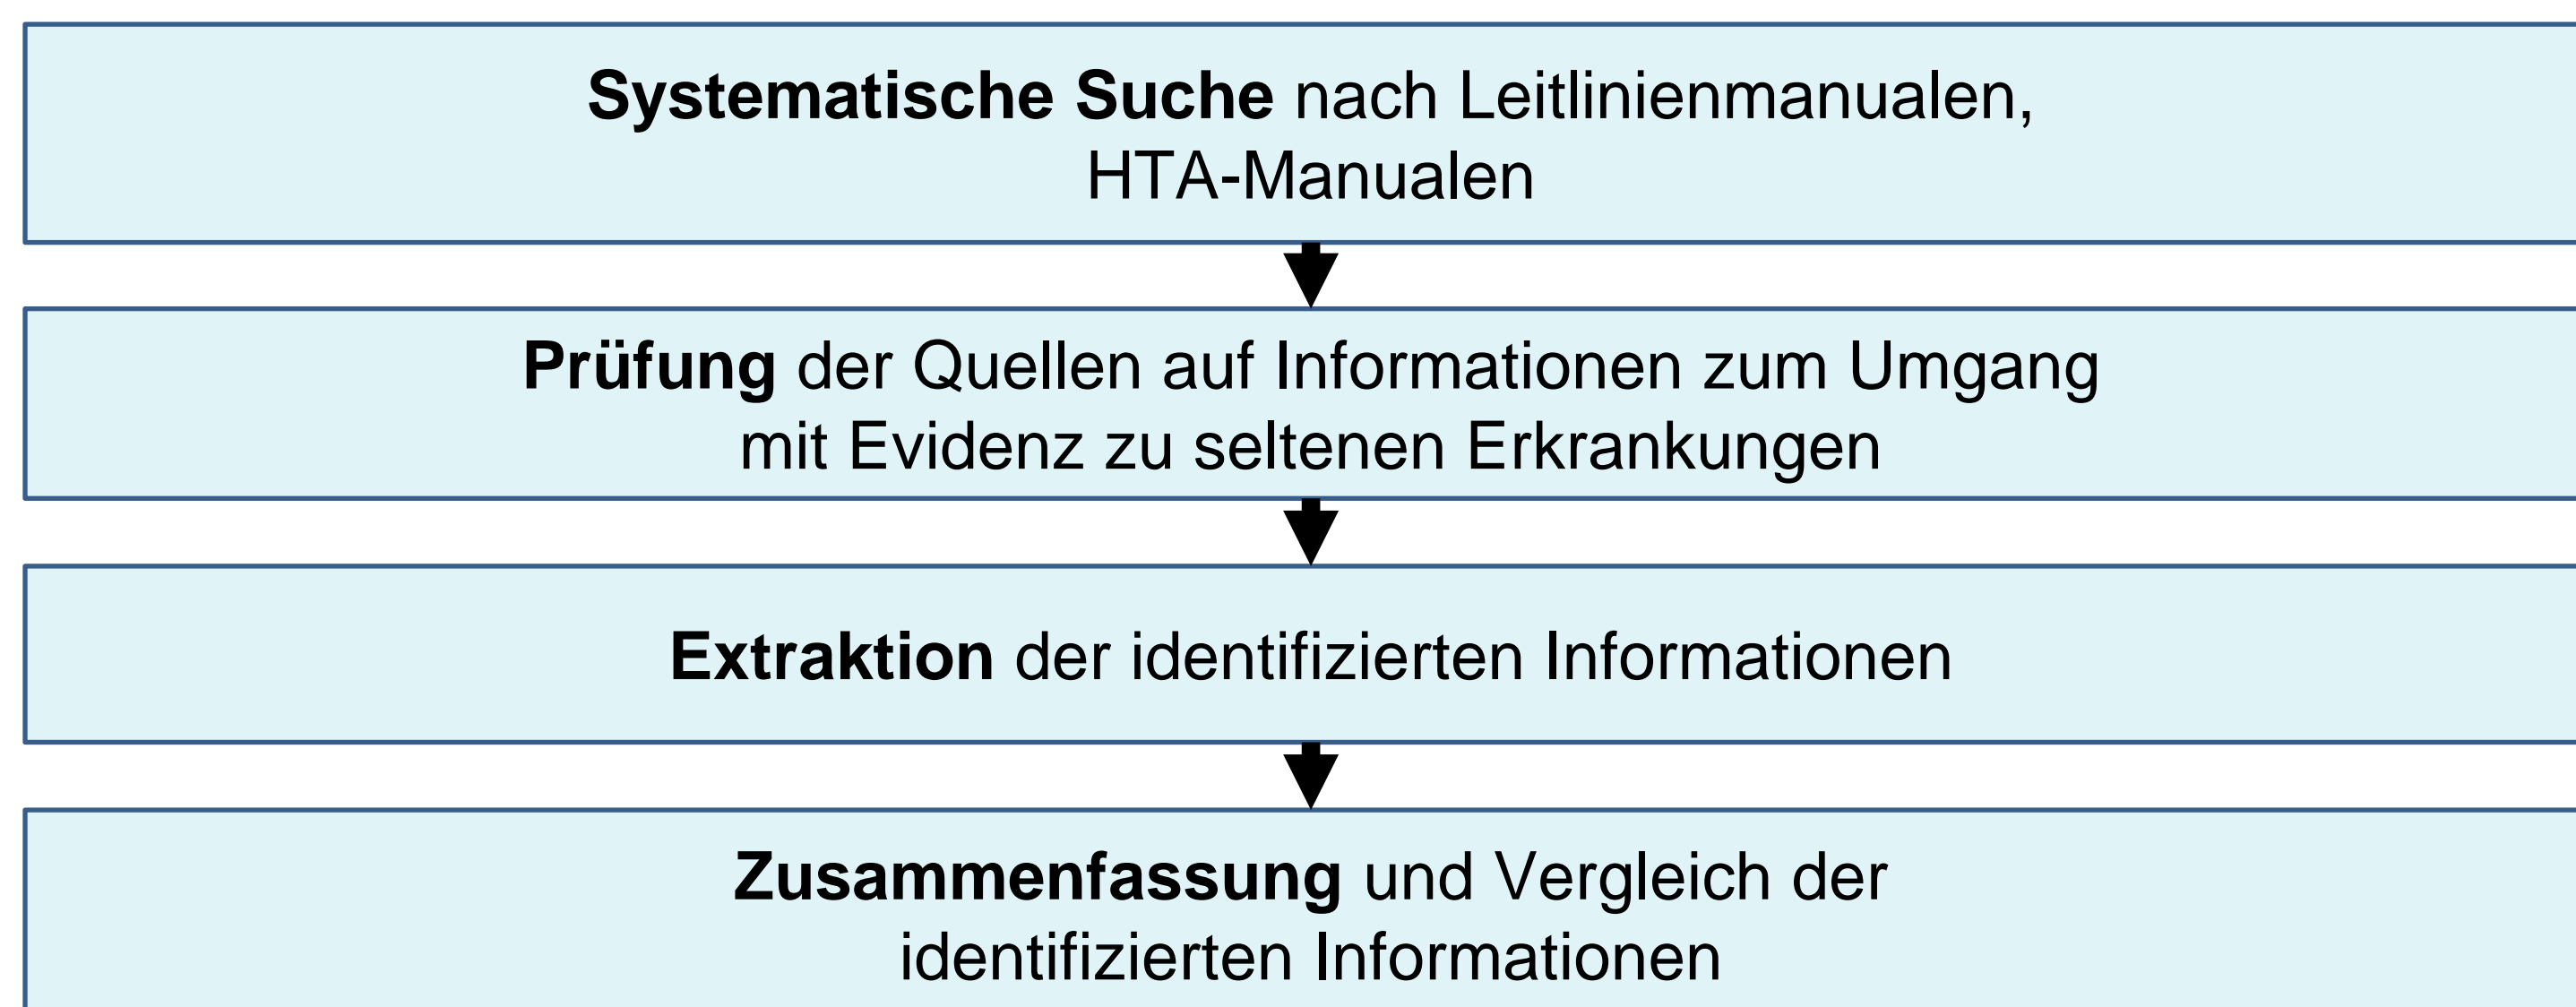 Systematische Suche nach Leitlinienmanualen,
HTA-Manualen
Prüfung der Quellen auf Informationen zum Umgang
mit Evidenz zu seltenen Erkrankungen
Extraktion der identifizierten Informationen
Zusammenfassung und Vergleich der
identifizierten Informationen